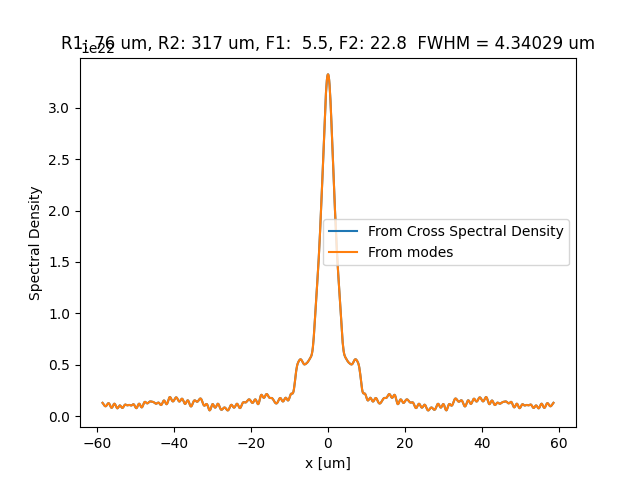 R1: 76 um, R2: 317 um, F1:  5.5, F2: 22.8  FWHM = 4.34029 um
1e22
3.0
2.5
2.0
1.5
1.0
0.5
0.0
Spectral Density
From Cross Spectral Density
From modes
−60
−40
−20
0
20
40
60
x [um]